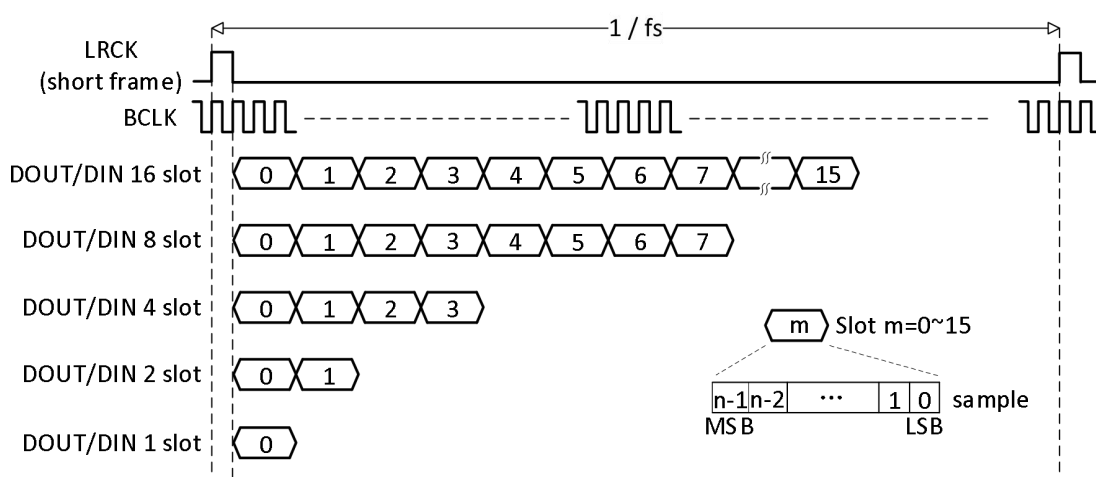 1 / fs
LRCK
(short frame)
BCLK
DOUT/DIN 16 slot 0 1 2 3 4 5 6 7 15
DOUT/DIN 8 slot 0 1 2 3 4 5 6 7
DOUT/DIN 4 slot 0 1 2 3
m Slot m=0~15
DOUT/DIN 2 slot 0 1
n-1 n-2 ··· 1 0 sample
MSB LSB
DOUT/DIN 1 slot 0